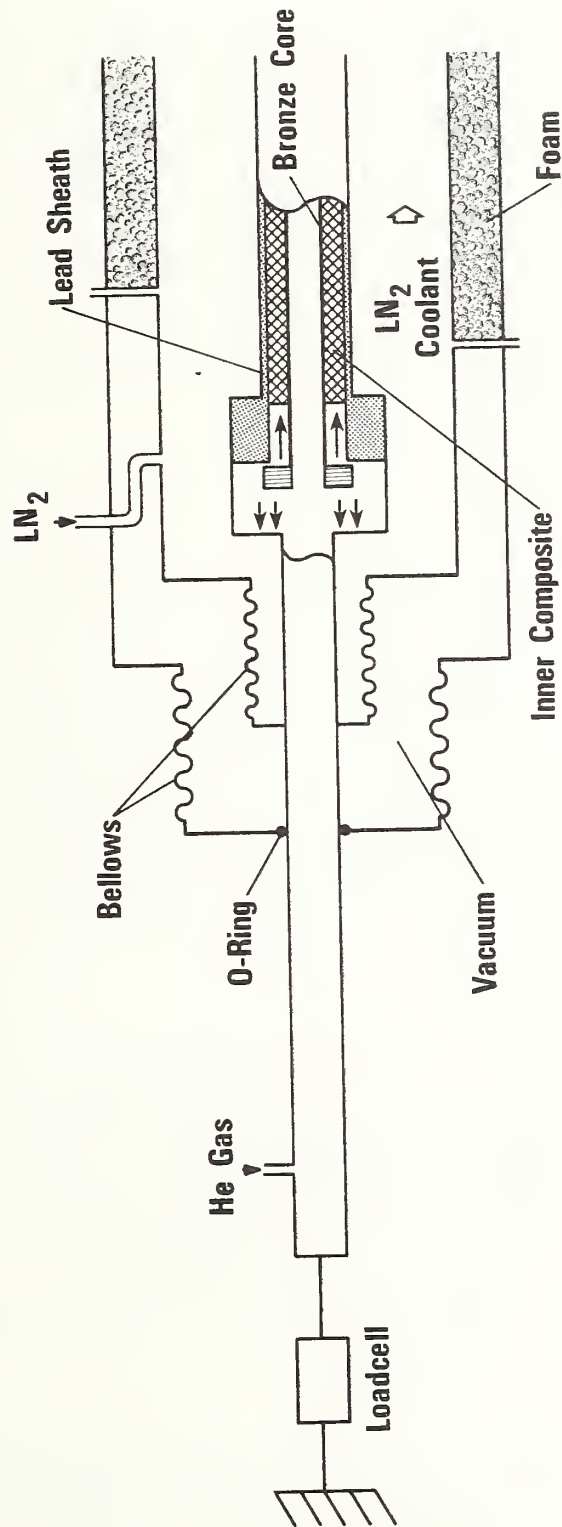 Loadcell
He Gas
O-Ring
Bellows
LN2
Lead Sheath
Bronze Core
LN2
Coolant
Foam
Inner Composite
Vacuum